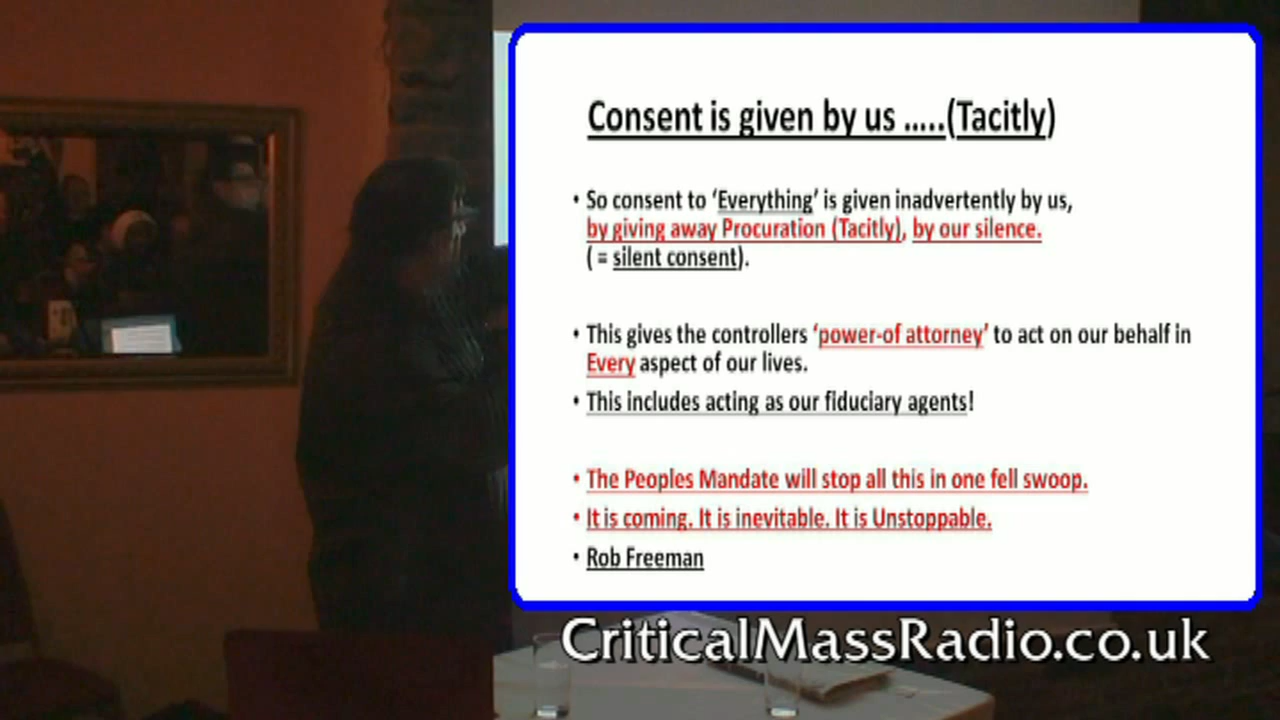 Consent is given by us …..(Tacitly)
• So consent to ‘Everything’ is given inadvertently by us,
by giving away Procuration (Tacitly), by our silence.
( = silent consent).
• This gives the controllers ‘power-of attorney’ to act on our behalf in
Every aspect of our lives.
• This includes acting as our fiduciary agents!
• The Peoples Mandate will stop all this in one fell swoop.
• It is coming. It is inevitable. It is Unstoppable.
• Rob Freeman
CriticalMassRadio.co.uk